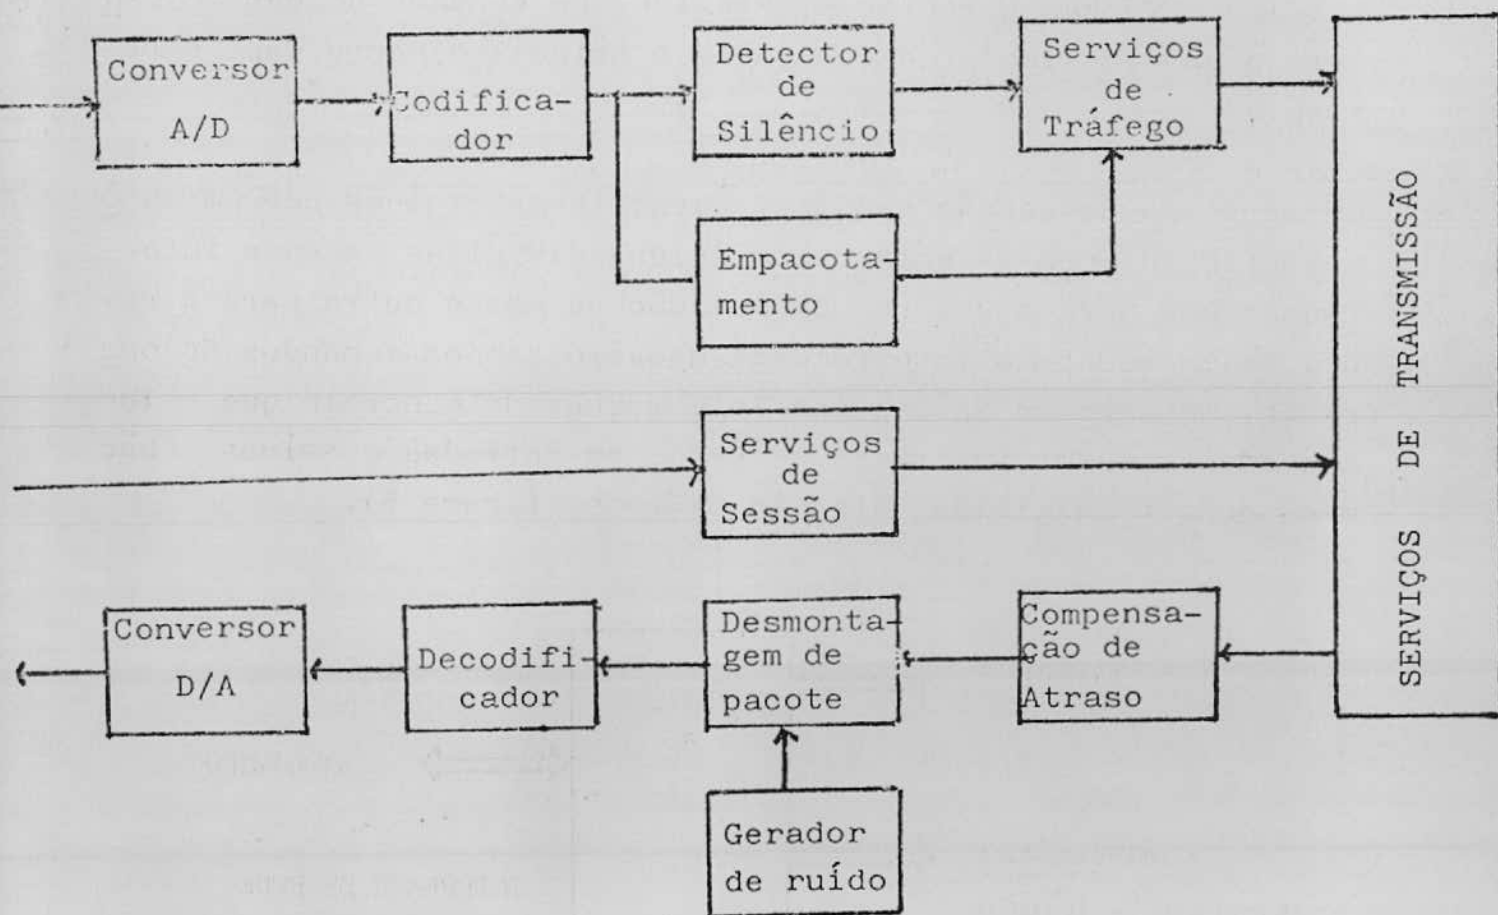 Conversor
A/D
Codifica-
dor
Detector
de
Silêncio
Serviços
de
Tráfego
Empacota-
mento
Serviços
de
Sessão
SERVIÇOS DE TRANSMISSÃO
Conversor
D/A
Decodifi-
cador
Desmonta-
gem de
pacote
Compensa-
ção de
Atraso
Gerador
de ruído